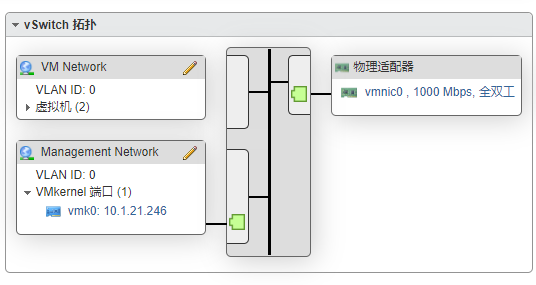 vSwitch 拓扑
VM Network
VLAN ID: 0
虚拟机 (2)
Management Network
VLAN ID: 0
VMkernel 端口 (1)
vmk0: 10.1.21.246
物理适配器
vmnic0 , 1000 Mbps, 全双工